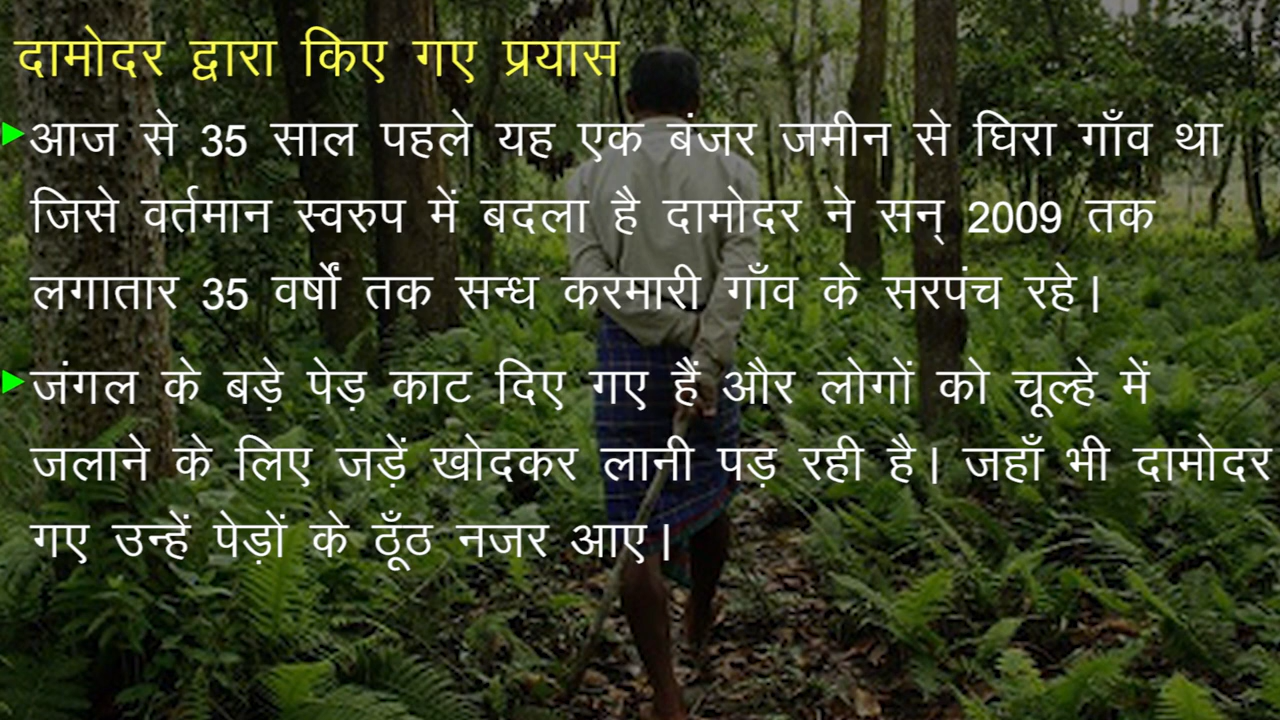 दामोदर द्वारा किए गए प्रयास
आज से 35 साल पहले यह एक बंजर जमीन से घिरा गाँव था
जिसे वर्तमान स्वरुप में बदला है दामोदर ने सन् 2009 तक
लगातार 35 वर्षों तक सन्ध करमारी गाँव के सरपंच रहे।
जंगल के बड़े पेड़ काट दिए गए हैं और लोगों को चूल्हे में
जलाने के लिए जड़ें खोदकर लानी पड़ रही है। जहाँ भी दामोदर
गए उन्हें पेड़ों के ठूँठ नजर आए।